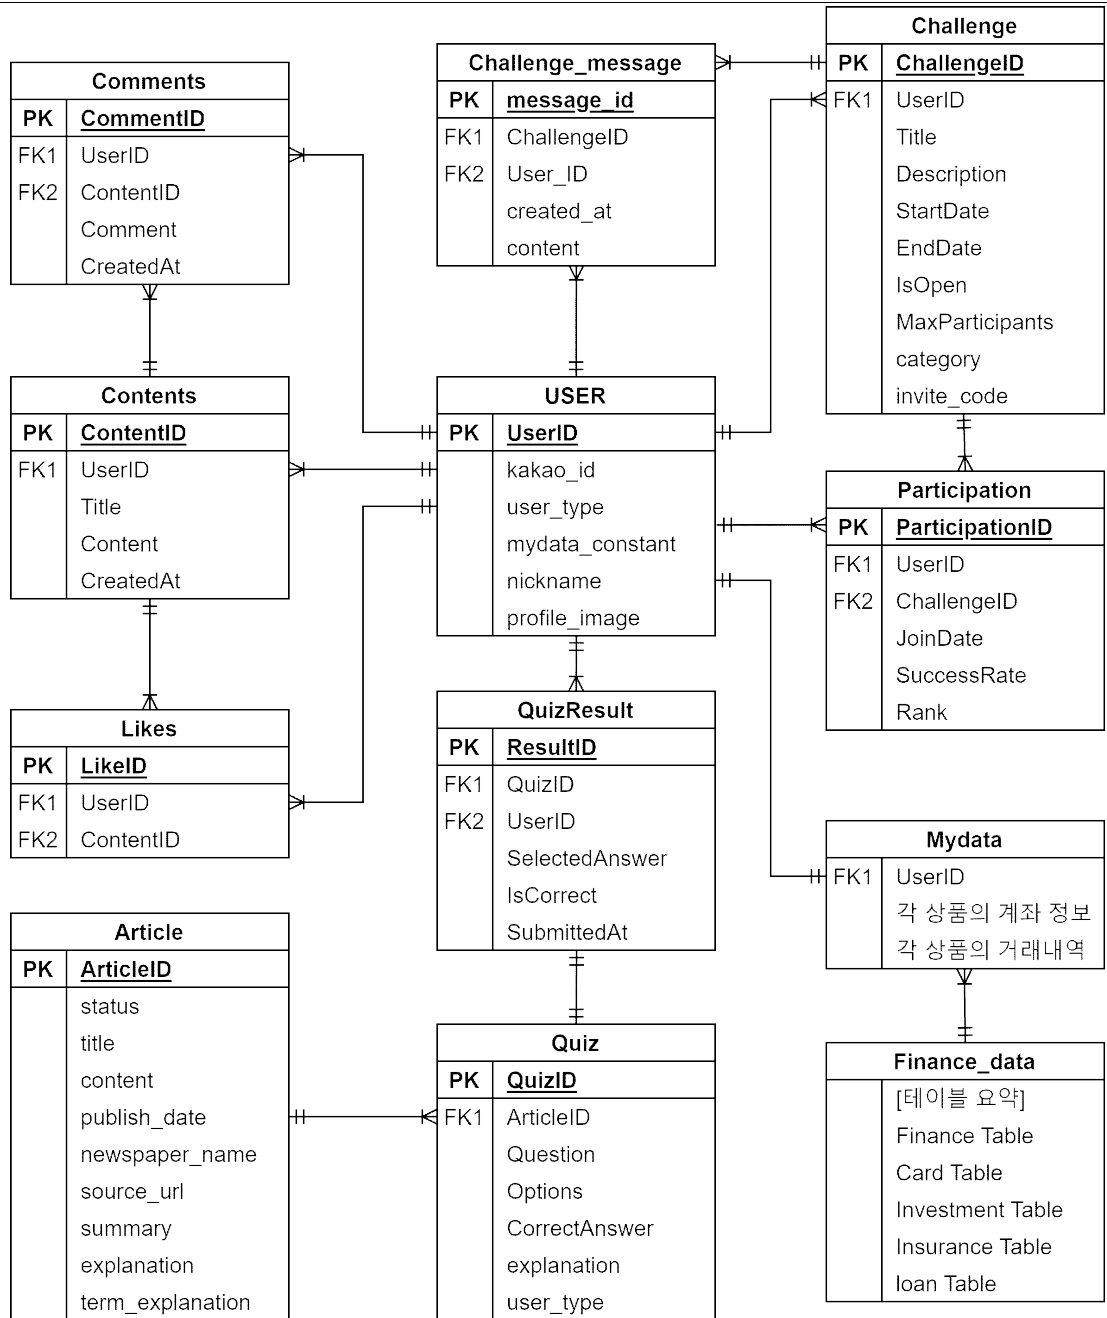 Comments
PK CommentID
FK1 UserID
FK2 ContentID
Comment
CreatedAt
Contents
PK ContentID
FK1 UserID
Title
Content
CreatedAt
Likes
PK LikeID
FK1 UserID
FK2 ContentID
Article
PK ArticleID
status
title
content
publish_date
newspaper_name
source_url
summary
explanation
term_explanation
Challenge_message
PK message_id
FK1 ChallengeID
FK2 User_ID
created_at
content
USER
PK UserID
kakao_id
user_type
mydata_constant
nickname
profile_image
QuizResult
PK ResultID
FK1 QuizID
FK2 UserID
SelectedAnswer
IsCorrect
SubmittedAt
Quiz
PK QuizID
FK1 ArticleID
Question
Options
CorrectAnswer
explanation
user_type
Challenge
PK ChallengeID
FK1 UserID
Title
Description
StartDate
EndDate
IsOpen
MaxParticipants
category
invite_code
Participation
PK ParticipationID
FK1 UserID
FK2 ChallengeID
JoinDate
SuccessRate
Rank
Mydata
FK1 UserID
각 상품의 계좌 정보
각 상품의 거래내역
Finance_data
[테이블 요약]
Finance Table
Card Table
Investment Table
Insurance Table
loan Table